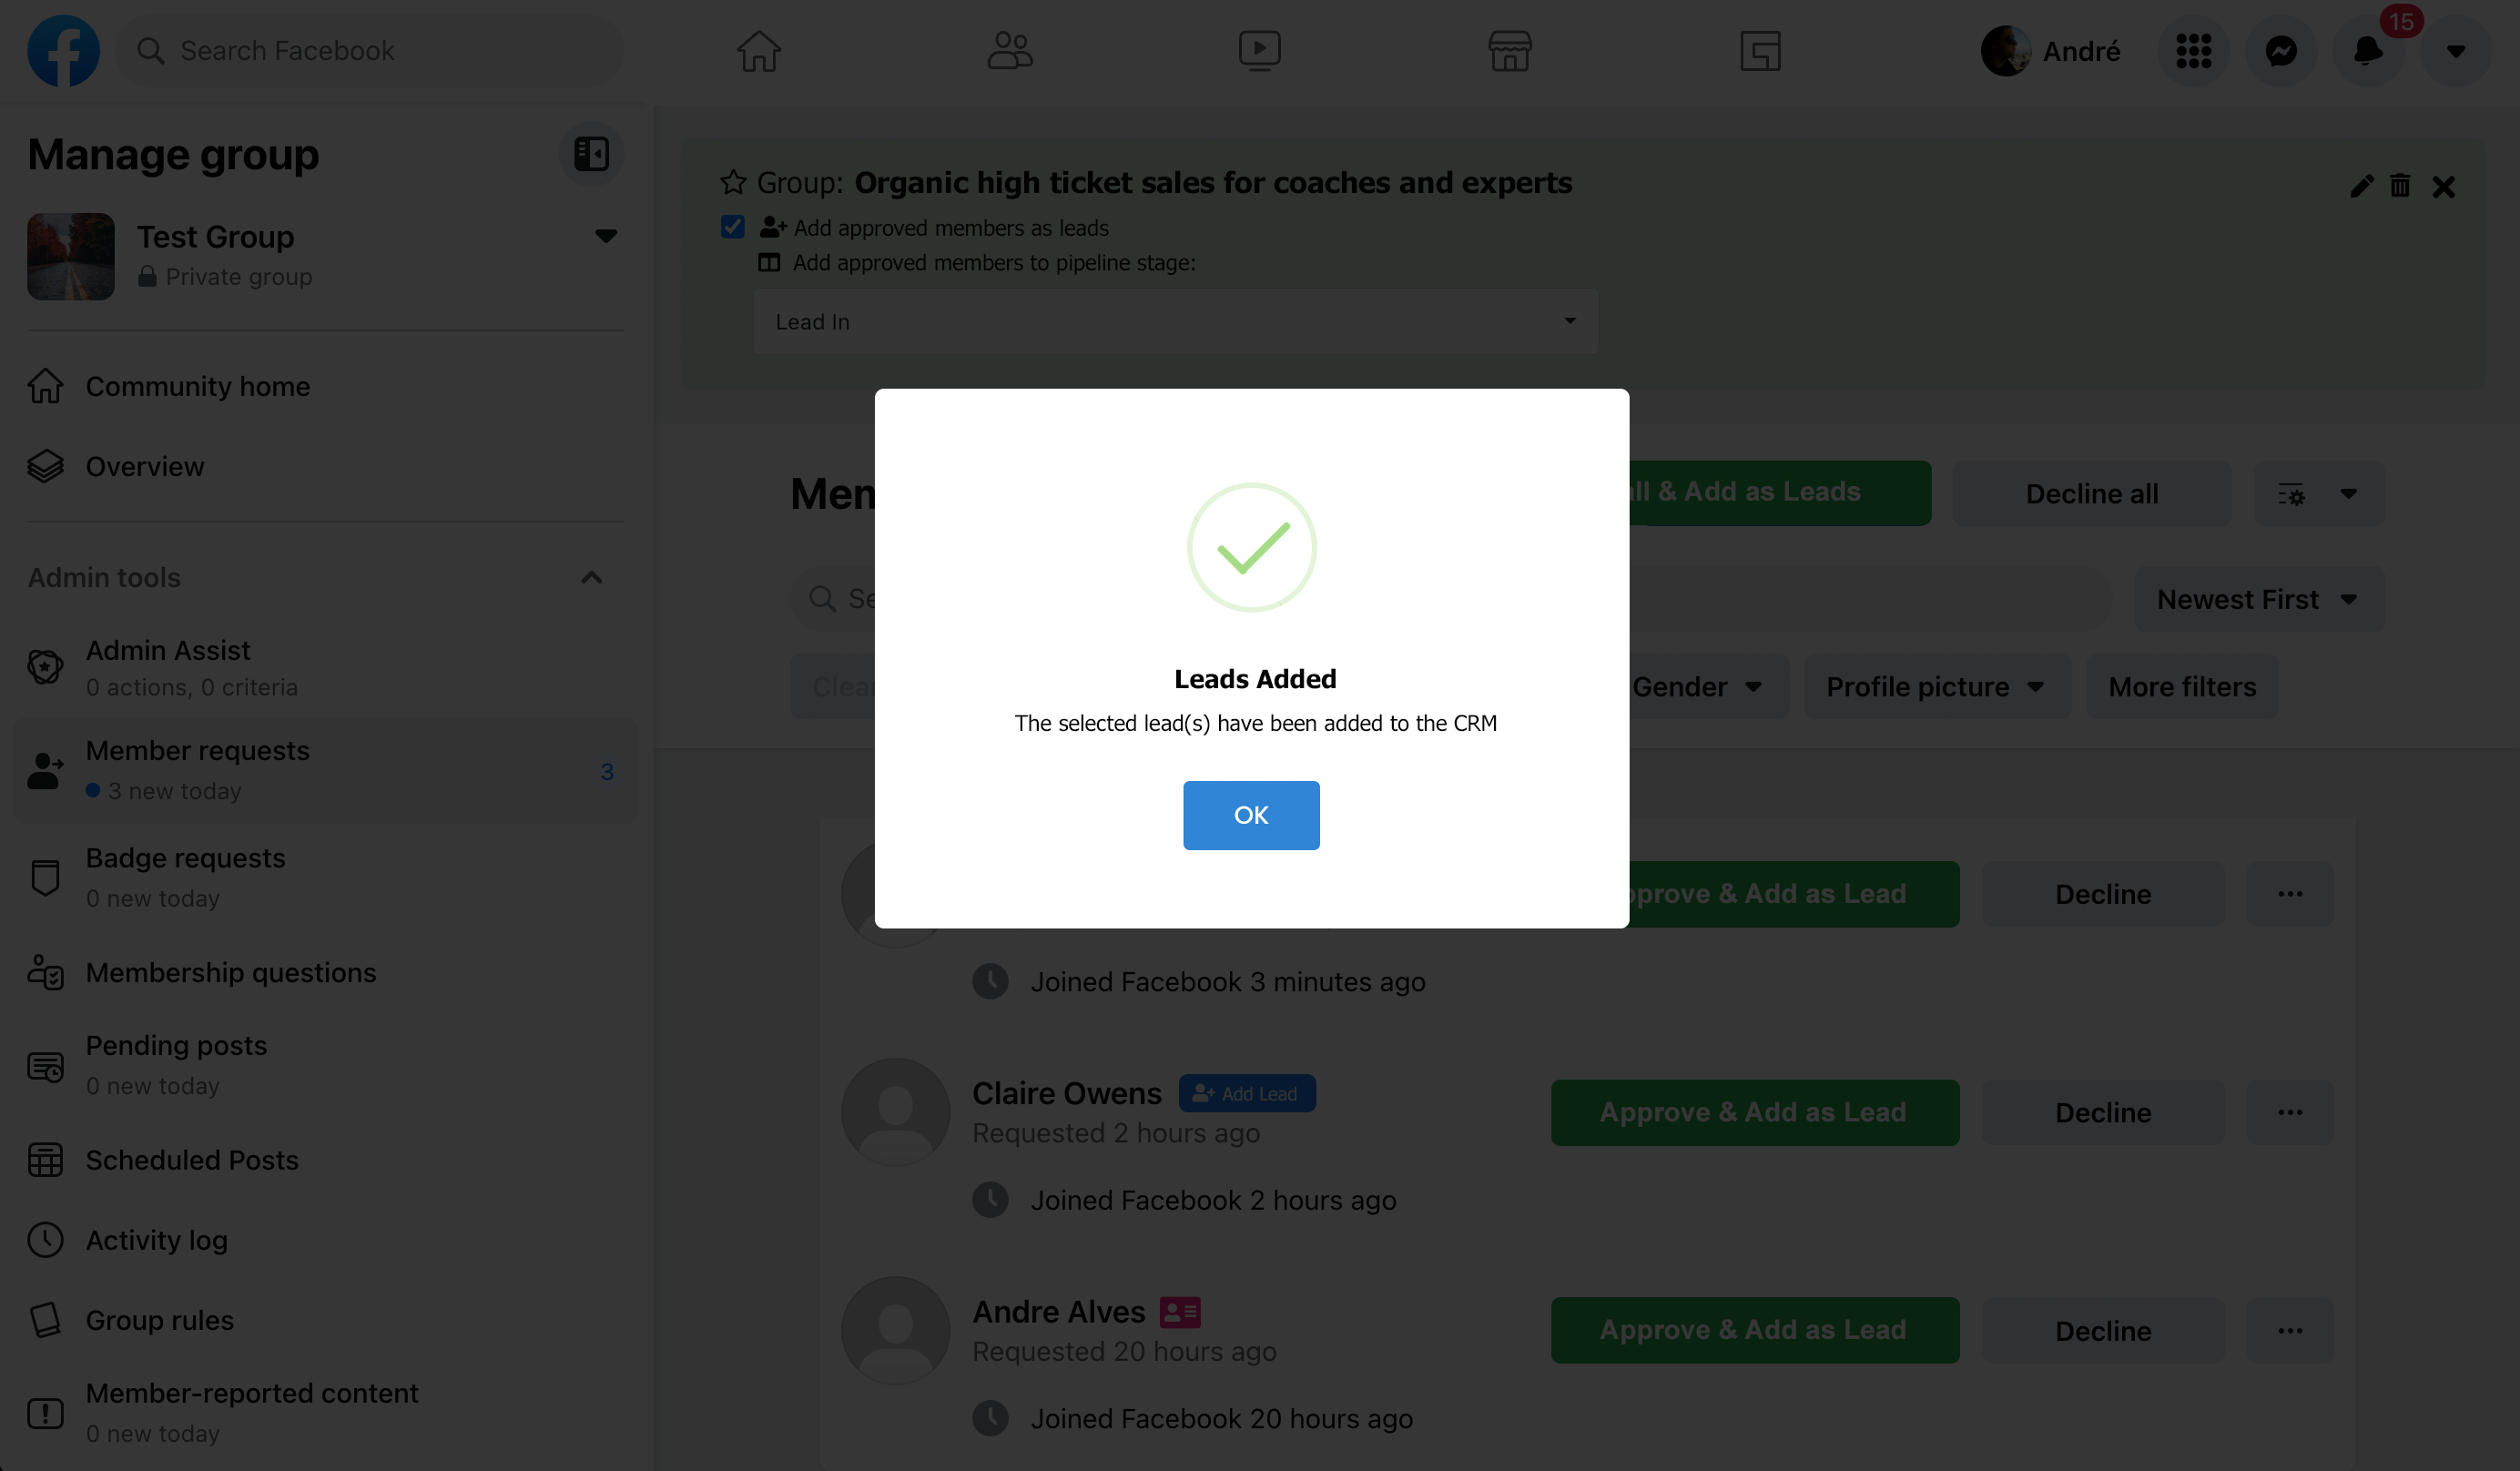 Search Facebook
André
15
Manage group
Test Group
Private group
Community home
Overview
Admin tools
Admin Assist
0 actions, 0 criteria
Member requests
3 new today
3
Badge requests
0 new today
Membership questions
Pending posts
0 new today
Scheduled Posts
Activity log
Group rules
Member-reported content
0 new today
Group: Organic high ticket sales for coaches and experts
Add approved members as leads
Add approved members to pipeline stage:
Lead In
all & Add as Leads
Decline all
Newest First
Gender
Profile picture
More filters
Leads Added
The selected lead(s) have been added to the CRM
OK
Approve & Add as Lead
Decline
Joined Facebook 3 minutes ago
Claire Owens
Add Lead
Requested 2 hours ago
Approve & Add as Lead
Decline
Joined Facebook 2 hours ago
Andre Alves
Requested 20 hours ago
Approve & Add as Lead
Decline
Joined Facebook 20 hours ago